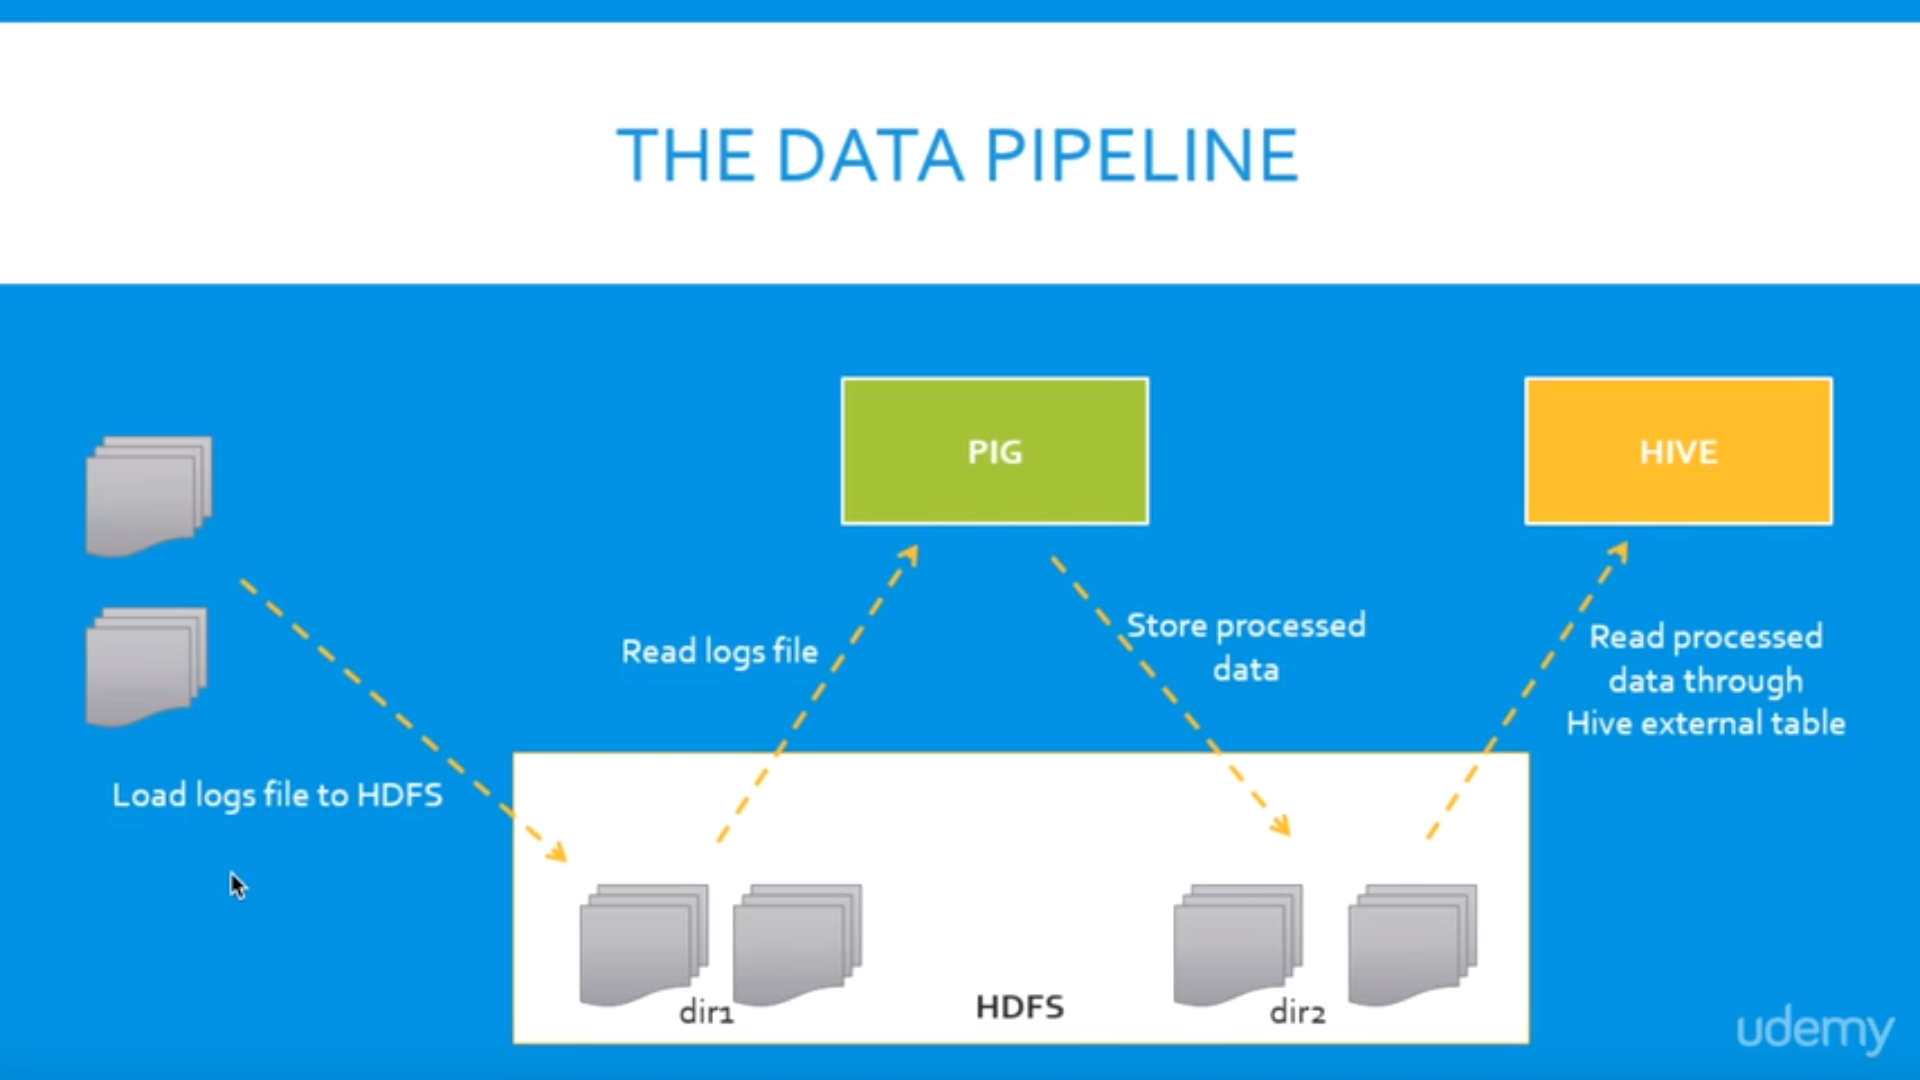 THE DATA PIPELINE
PIG
HIVE
Read logs file
Store processed
data
Read processed
data through
Hive external table
Load logs file to HDFS
dir1
HDFS
dir2
udemy